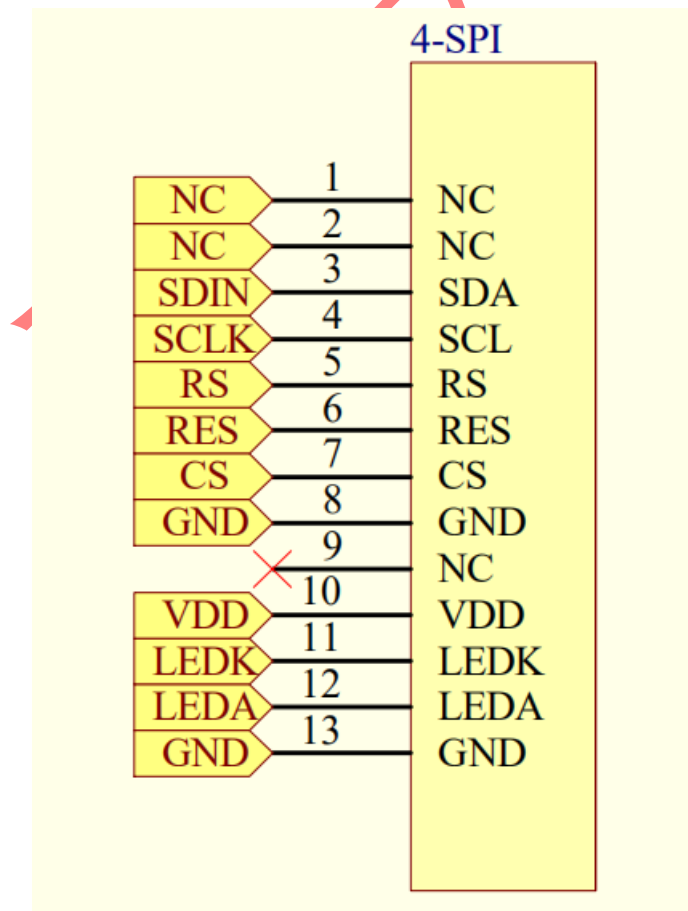 4-SPI
NC 1 NC
NC 2 NC
SDIN 3 SDA
SCLK 4 SCL
RS 5 RS
RES 6 RES
CS 7 CS
GND 8 GND
9 NC
VDD 10 VDD
LEDK 11 LEDK
LEDA 12 LEDA
GND 13 GND